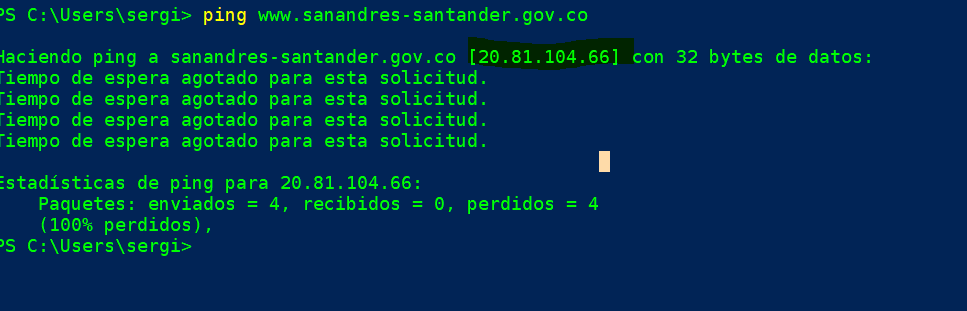 PS C:\Users\sergi> ping www.sanandres-santander.gov.co
Haciendo ping a sanandres-santander.gov.co [20.81.104.66] con 32 bytes de datos:
Tiempo de espera agotado para esta solicitud.
Tiempo de espera agotado para esta solicitud.
Tiempo de espera agotado para esta solicitud.
Tiempo de espera agotado para esta solicitud.
Estadísticas de ping para 20.81.104.66:
Paquetes: enviados = 4, recibidos = 0, perdidos = 4
(100% perdidos),
PS C:\Users\sergi>